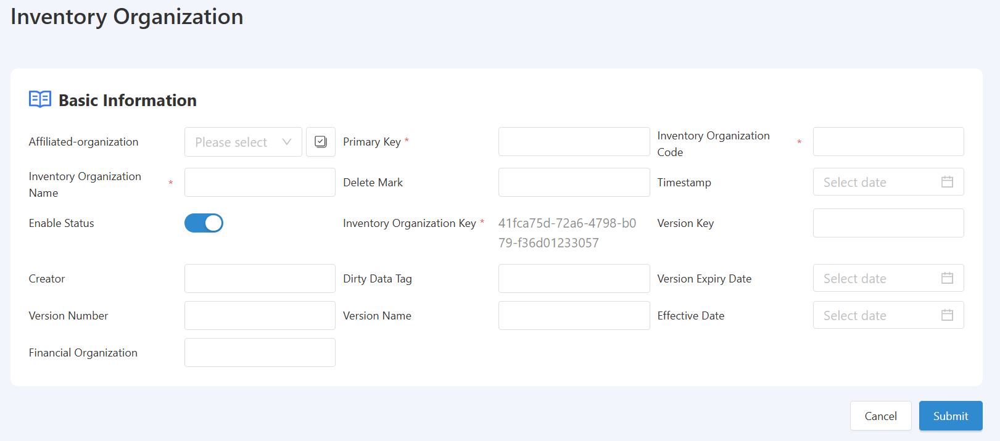 Inventory Organization
Basic Information
Affiliated-organization
Please select
Primary Key *
Inventory Organization
Code
*
Inventory Organization
Name
*
Delete Mark
Timestamp
Select date
Enable Status
Inventory Organization Key *
41fca75d-72a6-4798-b0
79-f36d01233057
Version Key
Creator
Dirty Data Tag
Version Expiry Date
Select date
Version Number
Version Name
Effective Date
Select date
Financial Organization
Cancel
Submit